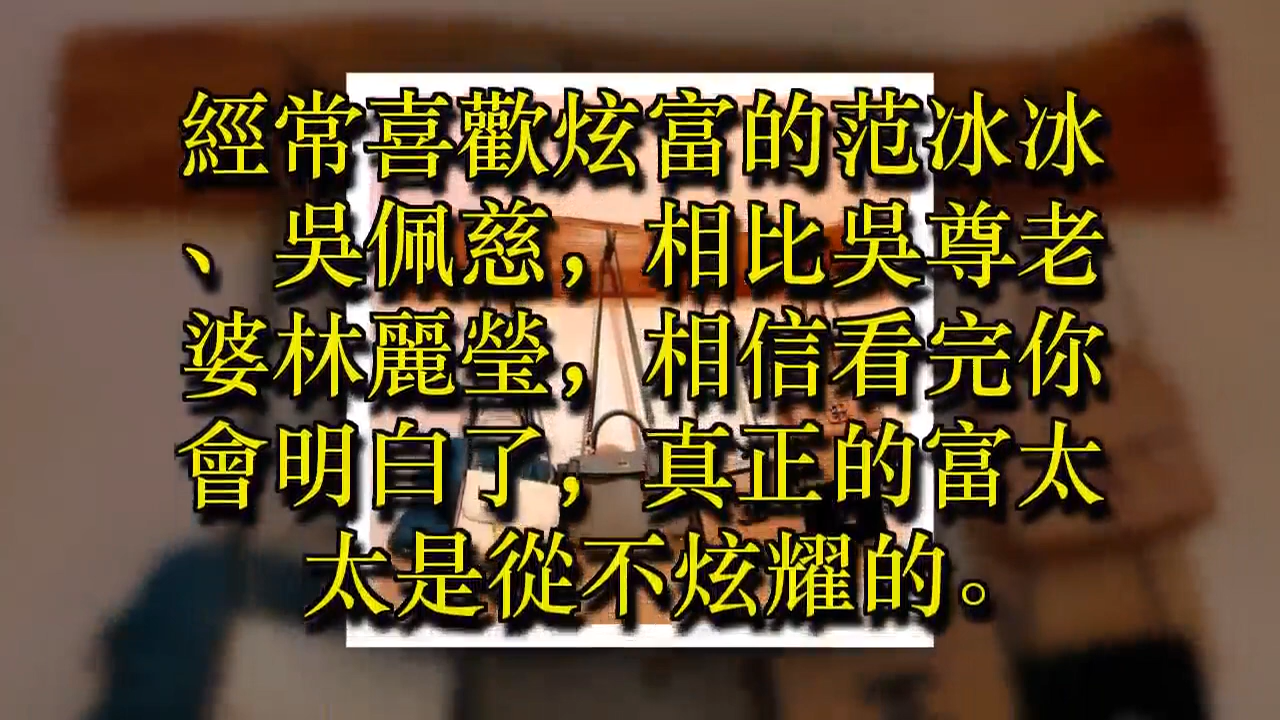 經常喜歡炫富的范冰冰
、吳佩慈，相比吳尊老
婆林麗瑩，相信看完你
會明白了，真正的富太
太是從不炫耀的。